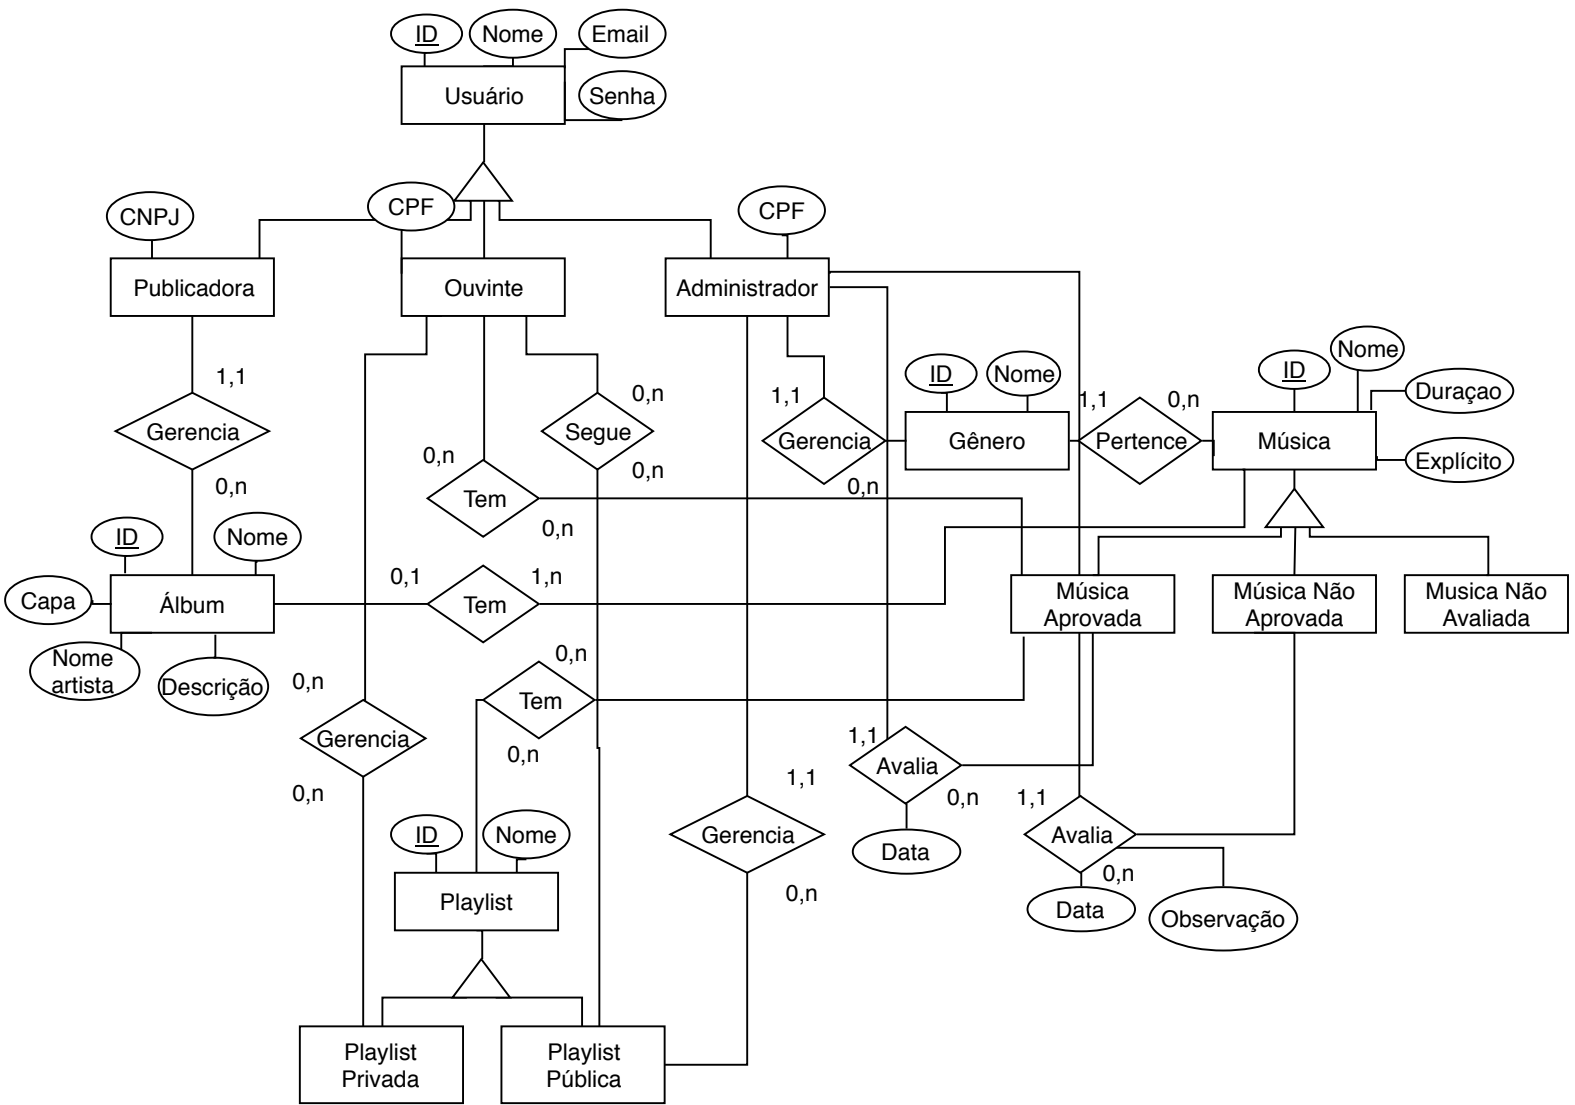 ID
Nome
Email
Usuário
Senha
CNPJ
CPF
CPF
Publicadora
Ouvinte
Administrador
1,1
Gerencia
0,n
0,n
Segue
0,n
1,1
Gerencia
0,n
ID
Nome
Gênero
1,1
Pertence
0,n
ID
Nome
Duraçao
Música
Explícito
0,n
Tem
0,n
ID
Nome
Capa
Álbum
Nome
artista
Descrição
0,1
Tem
1,n
Música
Aprovada
Música Não
Aprovada
Musica Não
Avaliada
0,n
Tem
0,n
0,n
Gerencia
0,n
1,1
Avalia
0,n
Data
1,1
Gerencia
0,n
1,1
Avalia
0,n
Data
Observação
ID
Nome
Playlist
Playlist
Privada
Playlist
Pública